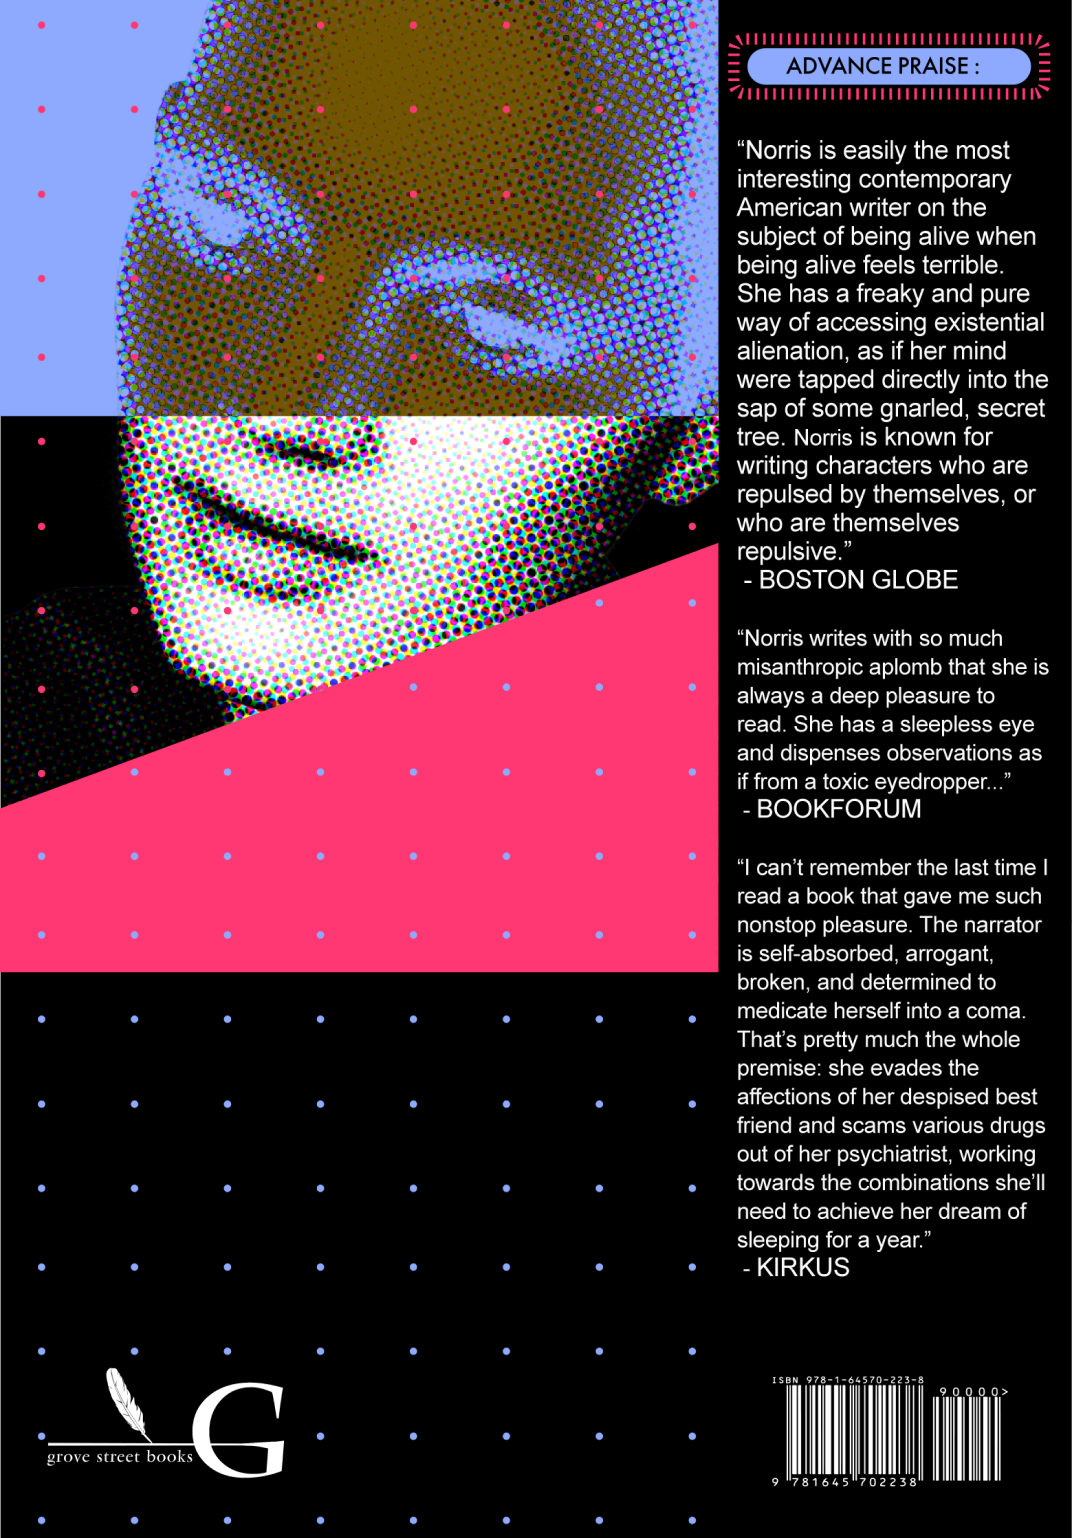 ADVANCE PRAISE :
“Norris is easily the most
interesting contemporary
American writer on the
subject of being alive when
being alive feels terrible.
She has a freaky and pure
way of accessing existential
alienation, as if her mind
were tapped directly into the
sap of some gnarled, secret
tree. Norris is known for
writing characters who are
repulsed by themselves, or
who are themselves
repulsive.”
- BOSTON GLOBE
“Norris writes with so much
misanthropic aplomb that she is
always a deep pleasure to
read. She has a sleepless eye
and dispenses observations as
if from a toxic eyedropper...”
- BOOKFORUM
“I can’t remember the last time I
read a book that gave me such
nonstop pleasure. The narrator
is self-absorbed, arrogant,
broken, and determined to
medicate herself into a coma.
That’s pretty much the whole
premise: she evades the
affections of her despised best
friend and scams various drugs
out of her psychiatrist, working
towards the combinations she’ll
need to achieve her dream of
sleeping for a year.”
- KIRKUS
G
grove street books
ISBN 978-1-64570-223-8
90000>
9 781645 702238